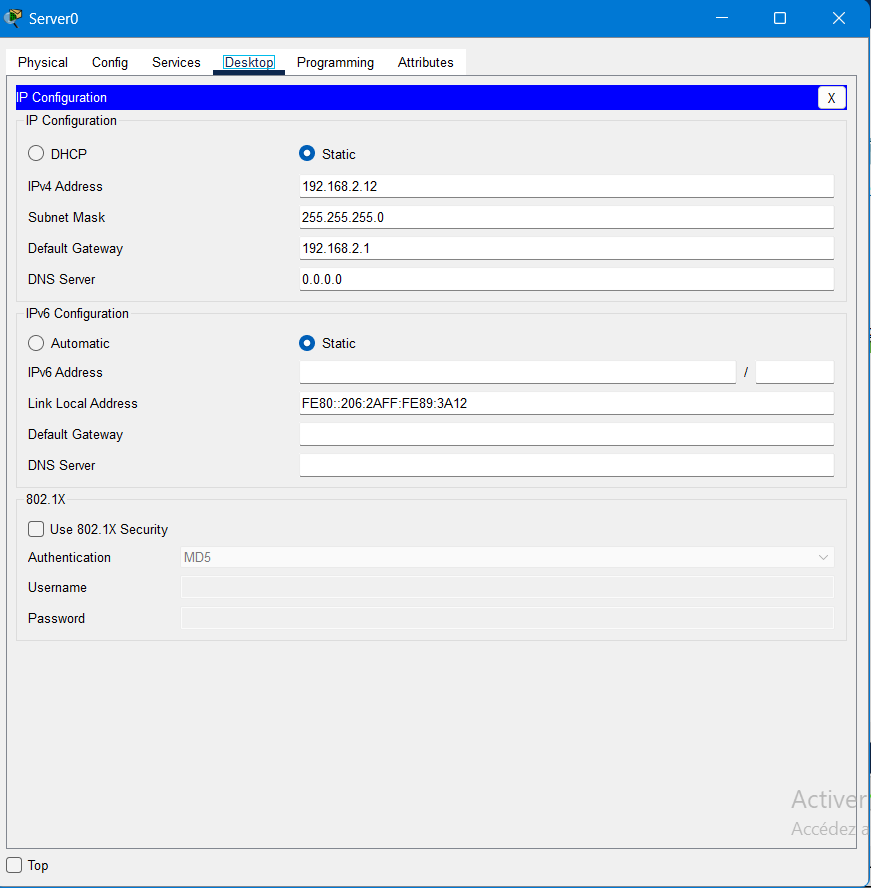 Server0
Physical Config Services Desktop Programming Attributes
IP Configuration X
IP Configuration
DHCP Static
IPv4 Address 192.168.2.12
Subnet Mask 255.255.255.0
Default Gateway 192.168.2.1
DNS Server 0.0.0.0
IPv6 Configuration
Automatic Static
IPv6 Address /
Link Local Address FE80::206:2AFF:FE89:3A12
Default Gateway
DNS Server
802.1X
Use 802.1X Security
Authentication MD5
Username
Password
Activer
Accédez a
Top